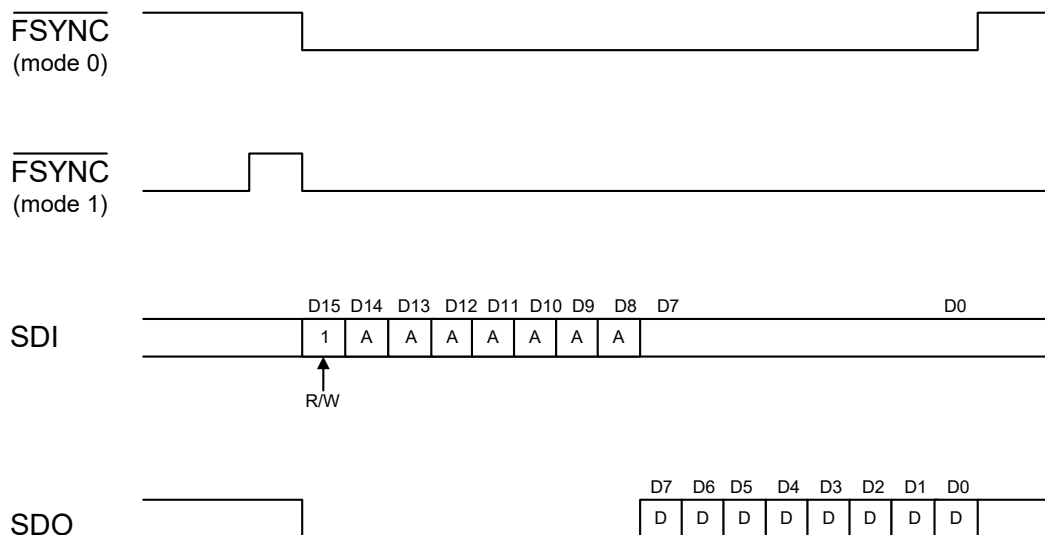 FSYNC
(mode 0)
FSYNC
(mode 1)
D15 D14 D13 D12 D11 D10 D9 D8 D7 D0
SDI 1 A A A A A A A
R/W
D7 D6 D5 D4 D3 D2 D1 D0
SDO D D D D D D D D